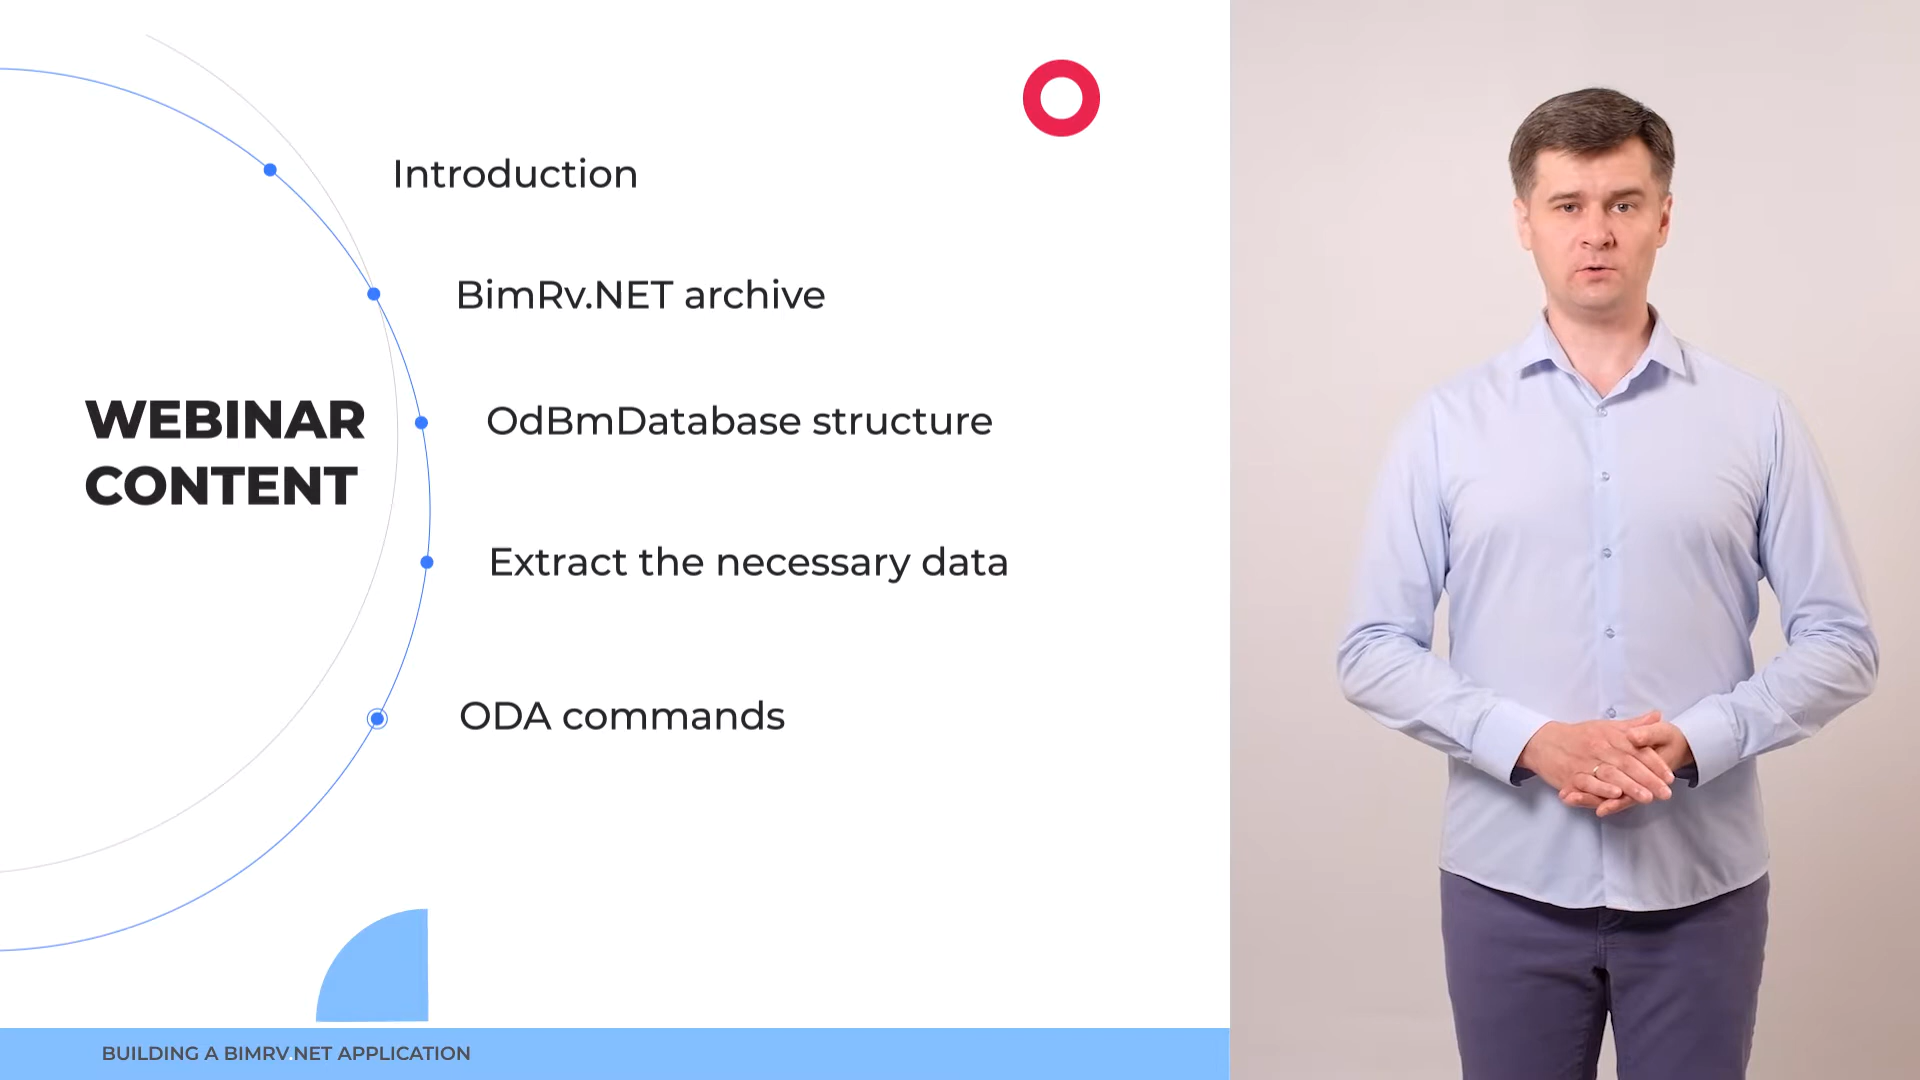 Introduction
BimRv.NET archive
WEBINAR
CONTENT
OdBmDatabase structure
Extract the necessary data
ODA commands
BUILDING A BIMRV.NET APPLICATION